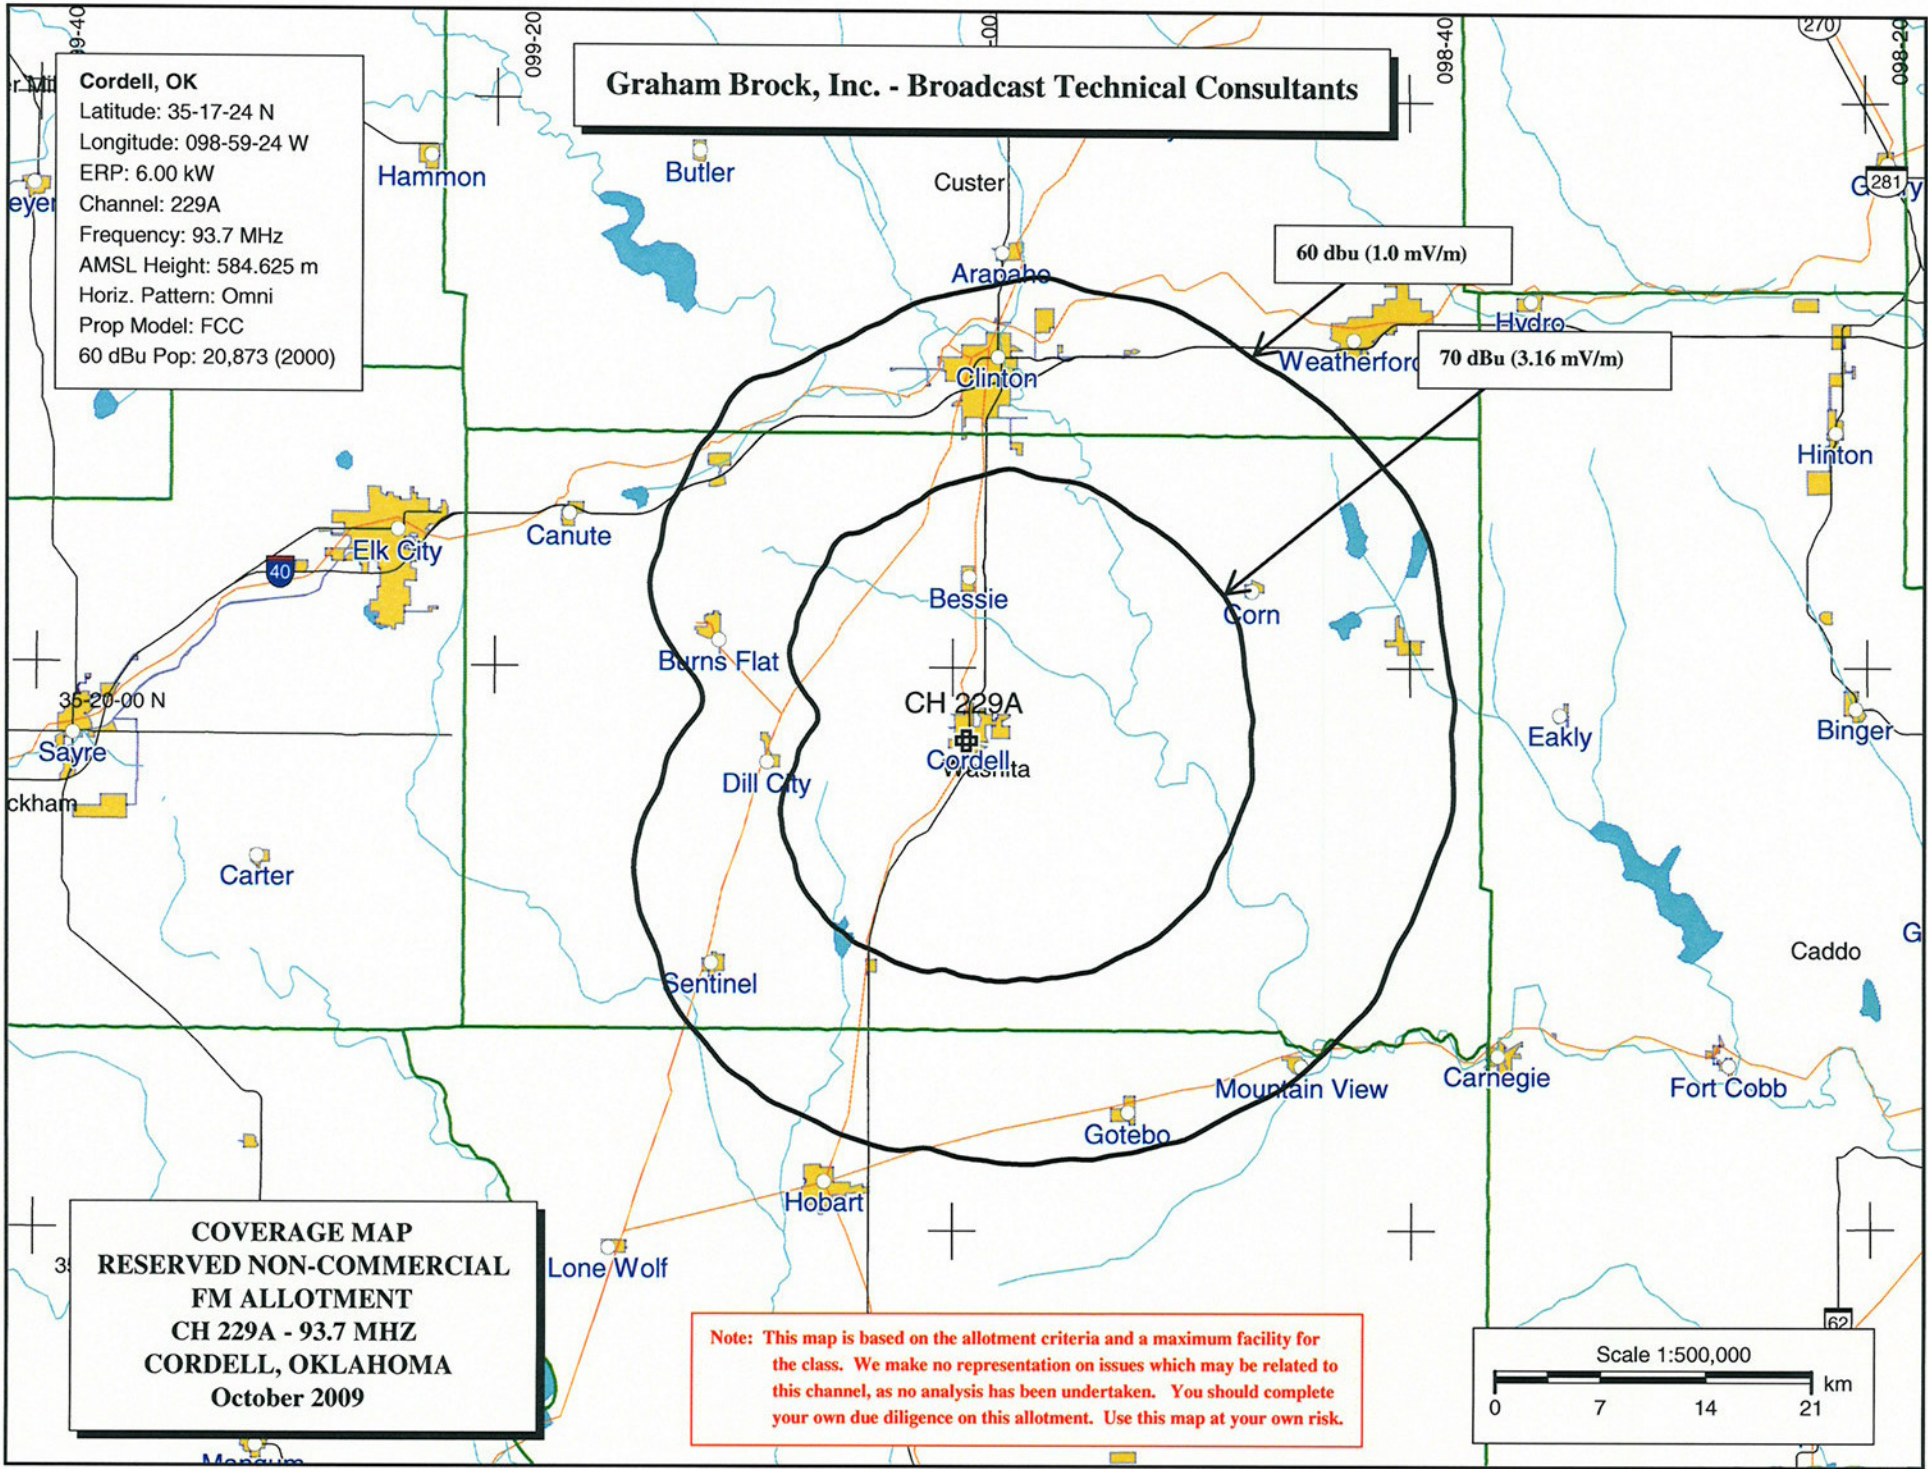 099-20
-00
098-40
270
098-20
Graham Brock, Inc. - Broadcast Technical Consultants
Cordell, OK
Latitude: 35-17-24 N
Longitude: 098-59-24 W
ERP: 6.00 kW
Channel: 229A
Frequency: 93.7 MHz
AMSL Height: 584.625 m
Horiz. Pattern: Omni
Prop Model: FCC
60 dBu Pop: 20,873 (2000)
99-40
eyer
Hammon
Butler
Custer
281
Arapaho
60 dbu (1.0 mV/m)
Hydro
70 dBu (3.16 mV/m)
Weatherford
Clinton
Hinton
Canute
Elk City
40
Bessie
Corn
Burns Flat
35-20-00 N
CH 229A
Sayre
Cordell
Washita
Eakly
Binger
Dill City
ckham
Carter
Caddo
G
Sentinel
Mountain View
Carnegie
Fort Cobb
Gotebo
Hobart
Lone Wolf
COVERAGE MAP
RESERVED NON-COMMERCIAL
FM ALLOTMENT
CH 229A - 93.7 MHZ
CORDELL, OKLAHOMA
October 2009
Note: This map is based on the allotment criteria and a maximum facility for
the class. We make no representation on issues which may be related to
this channel, as no analysis has been undertaken. You should complete
your own due diligence on this allotment. Use this map at your own risk.
62
Scale 1:500,000
km
0 7 14 21
Mangum